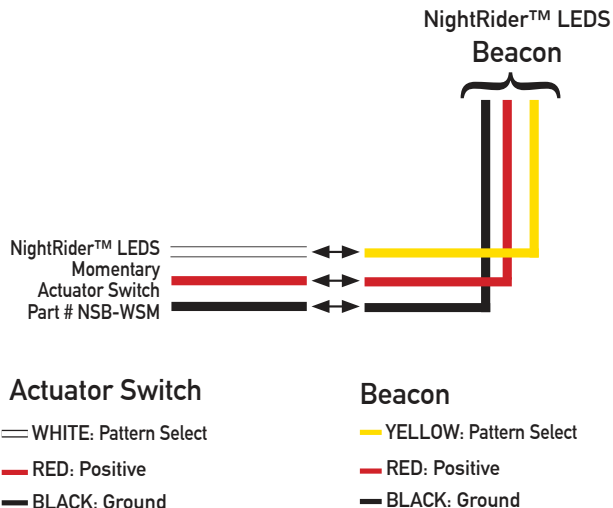 NightRider™ LEDS
Beacon
NightRider™ LEDS
Momentary
Actuator Switch
Part # NSB-WSM
Actuator Switch
WHITE: Pattern Select
RED: Positive
BLACK: Ground
Beacon
YELLOW: Pattern Select
RED: Positive
BLACK: Ground